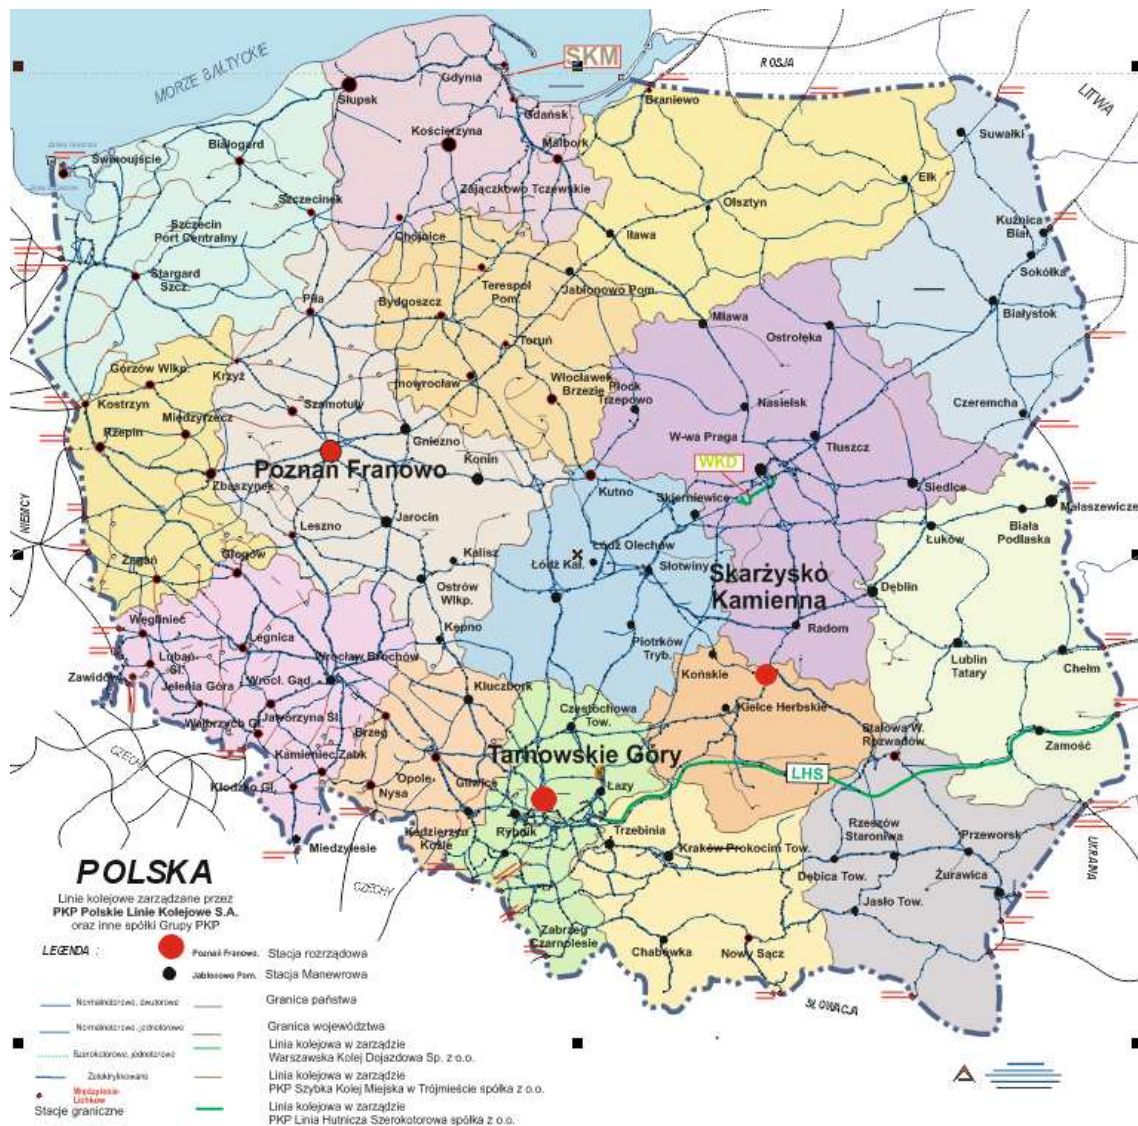 SKM
MORZE BAŁTYCKIE
ROSJA
LITWA
Gdynia
Słupsk
Braniewo
Gdańsk
Kościerzyna
Malbork
Suwałki
Świnoujście
Białogard
Ełk
Zajączkowo Tczewskie
Szczecinek
Olsztyn
Kuźnica
Biał.
Szczecin
Port Centralny
Chojnice
Iława
Sokółka
Stargard
Szcz.
Terespol
Pom.
Jabłonowo Pom.
Piła
Bydgoszcz
Białystok
Mława
Ostrołęka
Toruń
Gorzów Wlkp.
Krzyż
Inowrocław
Włocławek
Brzezie
Płock
Trzepowo
Kostrzyn
Szamotuły
Nasielsk
Czeremcha
Międzyrzecz
Rzepin
Gniezno
W-wa Praga
Tłuszcz
Konin
Poznań Franowo
WKD
Zbąszynek
Kutno
Skierniewice
Siedlce
Małaszewicze
NIEMCY
Leszno
Jarocin
Łuków
Biała
Podlaska
Żagań
Głogów
Kalisz
Łódź Olechów
Łódź Kal.
Słotwiny
Skarżysko
Kamienna
Dęblin
Ostrów
Wlkp.
Węgliniec
Legnica
Kępno
Radom
Piotrków
Tryb.
Lubań
Śl.
Wrocław Brochów
Lublin
Tatary
Chełm
Zawidów
Jelenia Góra
Wrocł. Gąd.
Kluczbork
Końskie
Wałbrzych Gł.
Jaworzyna Śl.
Częstochowa
Tow.
Kielce Herbskie
Brzeg
Stalowa W.
Rozwadów
Zamość
CZECHY
Kamieniec Ząbk
Tarnowskie Góry
Opole
Gliwice
LHS
Kłodzko Gł.
Nysa
Łazy
Kędzierzyn
Koźle
Rybnik
Trzebinia
Rzeszów
Staroniwa
Przeworsk
Międzylesie
Kraków Prokocim Tow.
UKRAINA
Dębica Tow.
Żurawica
CZECHY
Jasło Tow.
Zabrzeg
Czarnolesie
Chabówka
Nowy Sącz
SŁOWACJA
POLSKA
Linie kolejowe zarządzane przez
PKP Polskie Linie Kolejowe S.A.
oraz inne spółki Grupy PKP
LEGENDA :
Poznań Franowo. Stacja rozrządowa
Jabłonowo Pom. Stacja Manewrowa
Normalnotorowe, dwutorowe Granica państwa
Normalnotorowe, jednotorowe Granica województwa
Szerokotorowe, jednotorowe Linia kolejowa w zarządzie
Warszawska Kolej Dojazdowa Sp. z o.o.
Zelektryfikowane Linia kolejowa w zarządzie
PKP Szybka Kolej Miejska w Trójmieście spółka z o.o.
Międzylesie-
Lichkov
Stacje graniczne
Linia kolejowa w zarządzie
PKP Linia Hutnicza Szerokotorowa spółka z o.o.